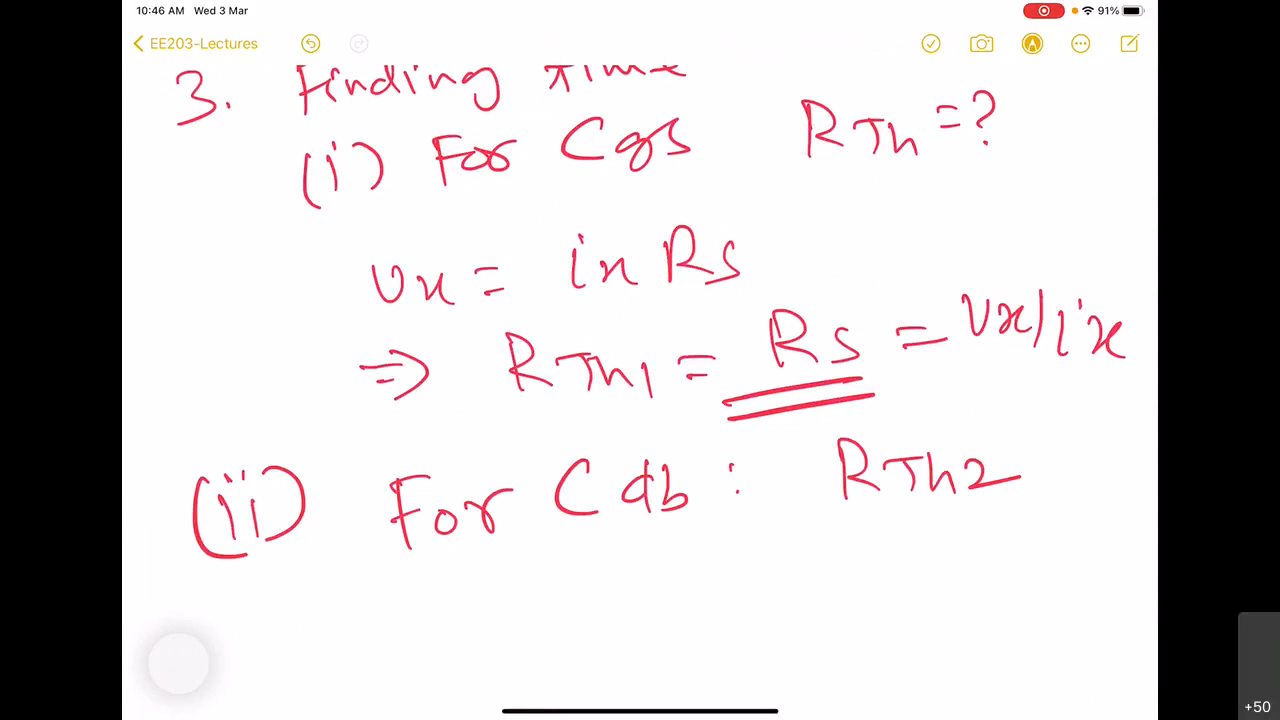 10:46 AM Wed 3 Mar 91%
EE203-Lectures
3. Finding time
(i) For Cgs RTh = ?
vx = ix Rs
⇒ RTh1 = Rs = vx/ix
(ii) For Cdb : RTh2
+50